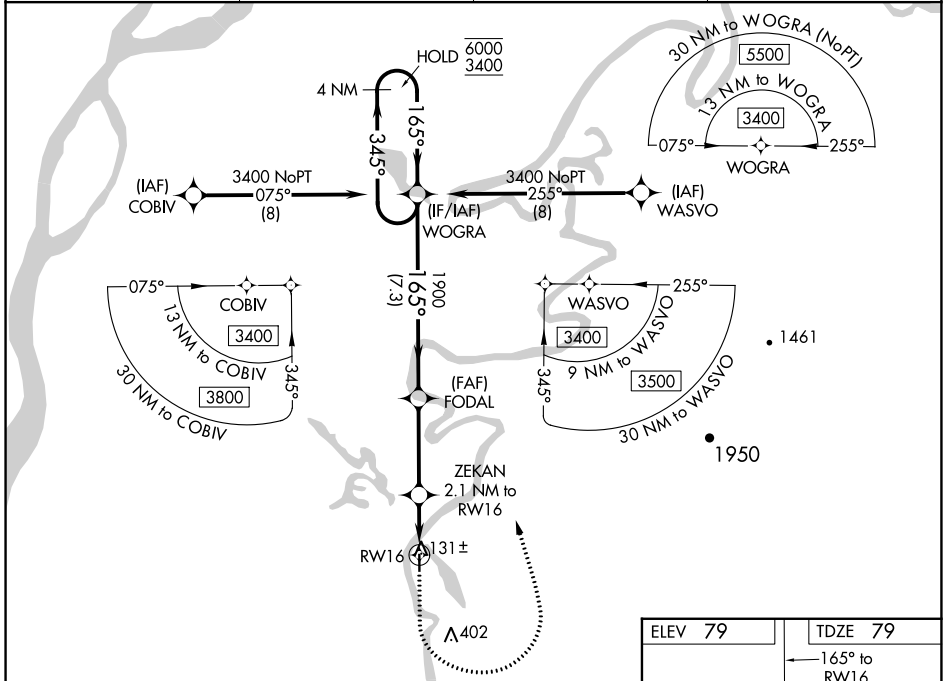 HOLD 6000
3400
4 NM
165°
345°
30 NM to WOGRA (NoPT)
5500
13 NM to WOGRA
3400
075°
255°
WOGRA
(IAF)
COBIV
3400 NoPT
075°
(8)
(IF/IAF)
WOGRA
3400 NoPT
255°
(8)
(IAF)
WASVO
1900
165°
(7.3)
075°
COBIV
3400
13 NM to COBIV
3800
30 NM to COBIV
345°
WASVO
255°
3400
9 NM to WASVO
3500
30 NM to WASVO
345°
1461
1950
(FAF)
FODAL
ZEKAN
2.1 NM to
RW16
RW16
131±
402
ELEV 79
TDZE 79
165° to
RW16